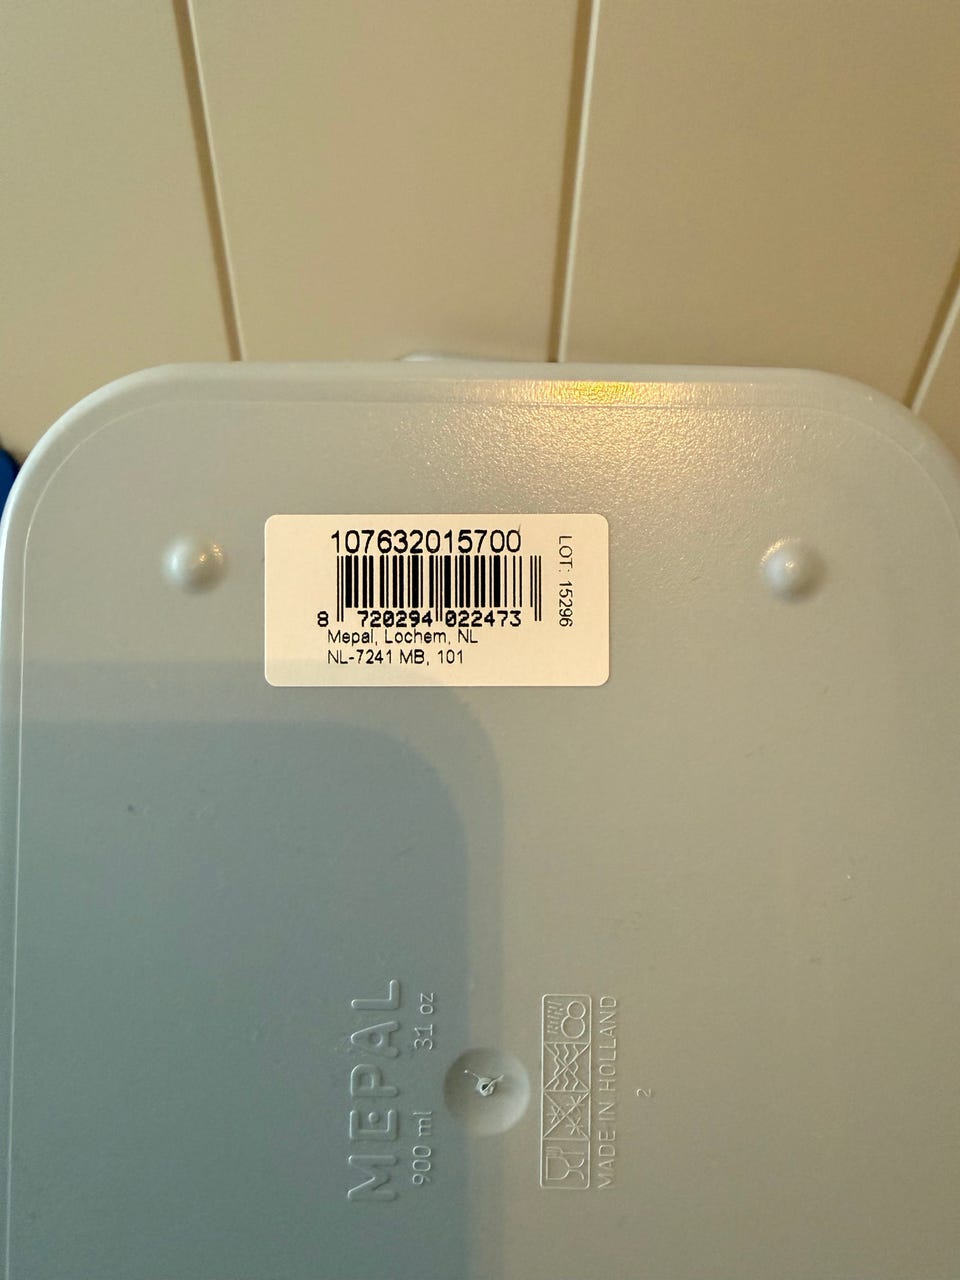 107632015700
8 720294 022473
Mepal, Lochem, NL
NL-7241 MB, 101
LOT: 15296
MEPAL
900 ml 31 oz
MADE IN HOLLAND
2